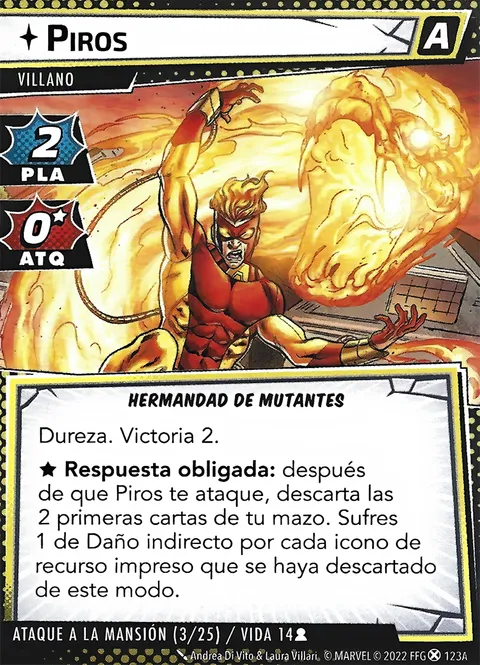 PIROS
A
VILLANO
2
PLA
0
ATQ
HERMANDAD DE MUTANTES
Dureza. Victoria 2.
★ Respuesta obligada: después
de que Piros te ataque, descarta las
2 primeras cartas de tu mazo. Sufres
1 de Daño indirecto por cada icono de
recurso impreso que se haya descartado
de este modo.
ATAQUE A LA MANSIÓN (3/25) / VIDA 14
Andrea Di Vito & Laura Villari. © MARVEL © 2022 FFG 123A